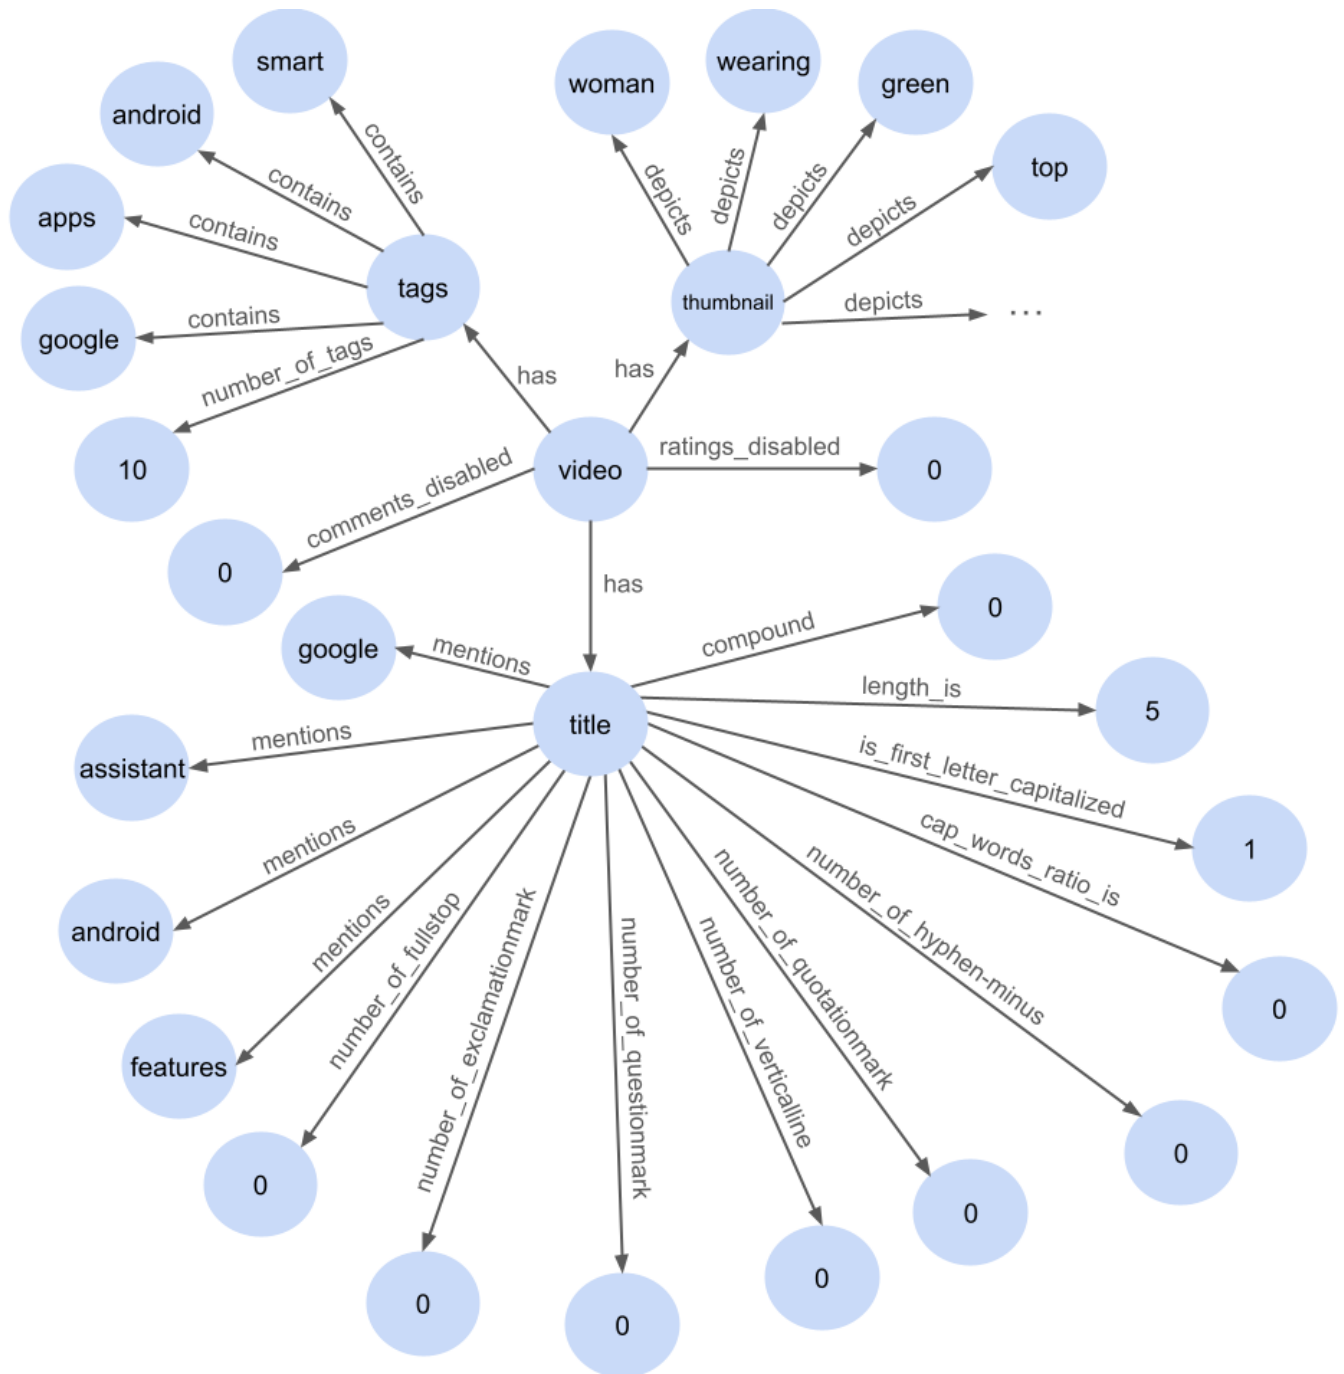 smart
wearing
woman
green
android
contains
depicts
depicts
depicts
top
contains
depicts
apps
contains
tags
thumbnail
depicts
...
contains
google
number_of_tags
has
has
10
video
ratings_disabled
0
comments_disabled
0
has
0
google
mentions
compound
length_is
5
title
mentions
assistant
is_first_letter_capitalized
1
mentions
cap_words_ratio_is
android
mentions
number_of_fullstop
number_of_exclamationmark
number_of_questionmark
number_of_verticalline
number_of_quotationmark
number_of_hyphen-minus
0
features
0
0
0
0
0
0